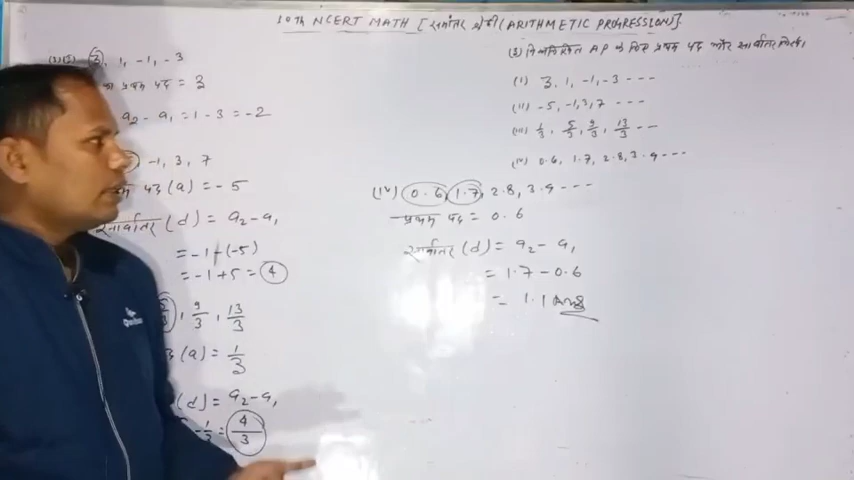 10th NCERT MATH [समांतर श्रेढ़ी (ARITHMETIC PROGRESSION)]
(3) निम्नलिखित AP के लिए प्रथम पद और सार्वांतर लिखें।
(i) 3, 1, -1, -3 ---
(ii) -5, -1, 3, 7 ---
(iii) 1/3, 5/3, 9/3, 13/3 ---
(iv) 0.6, 1.7, 2.8, 3.9 ---
3, 1, -1, -3
प्रथम पद = 3
a₂ - a₁ = 1 - 3 = -2
-1, 3, 7
पद (a) = -5
सार्वांतर (d) = a₂ - a₁
= -1 - (-5)
= -1 + 5 = 4
9/3, 13/3
(a) = 1/3
(d) = a₂ - a₁
- 1/3 = 4/3
(iv) 0.6, 1.7, 2.8, 3.9 ---
प्रथम पद = 0.6
सार्वांतर (d) = a₂ - a₁
= 1.7 - 0.6
= 1.1 Ans